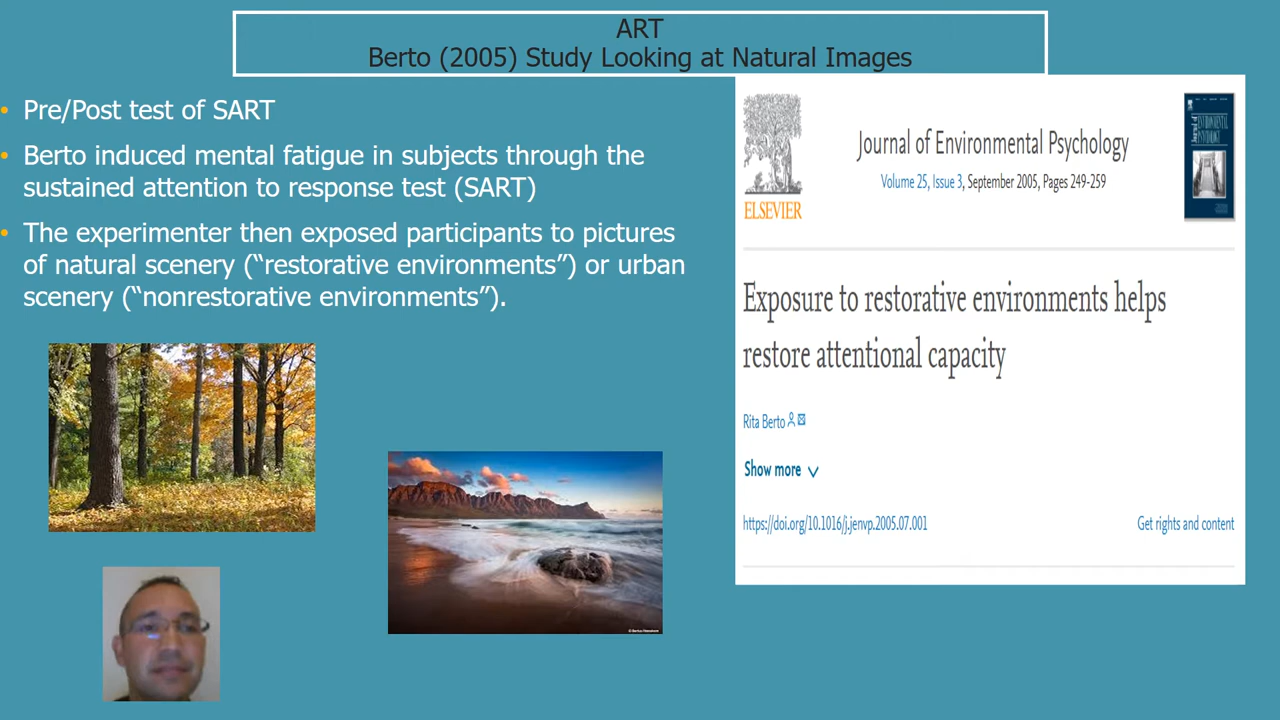 ART
Berto (2005) Study Looking at Natural Images
• Pre/Post test of SART
• Berto induced mental fatigue in subjects through the
sustained attention to response test (SART)
• The experimenter then exposed participants to pictures
of natural scenery (“restorative environments”) or urban
scenery (“nonrestorative environments”).
ELSEVIER
Journal of Environmental Psychology
Volume 25, Issue 3, September 2005, Pages 249-259
Exposure to restorative environments helps
restore attentional capacity
Rita Berto
Show more
https://doi.org/10.1016/j.jenvp.2005.07.001
Get rights and content